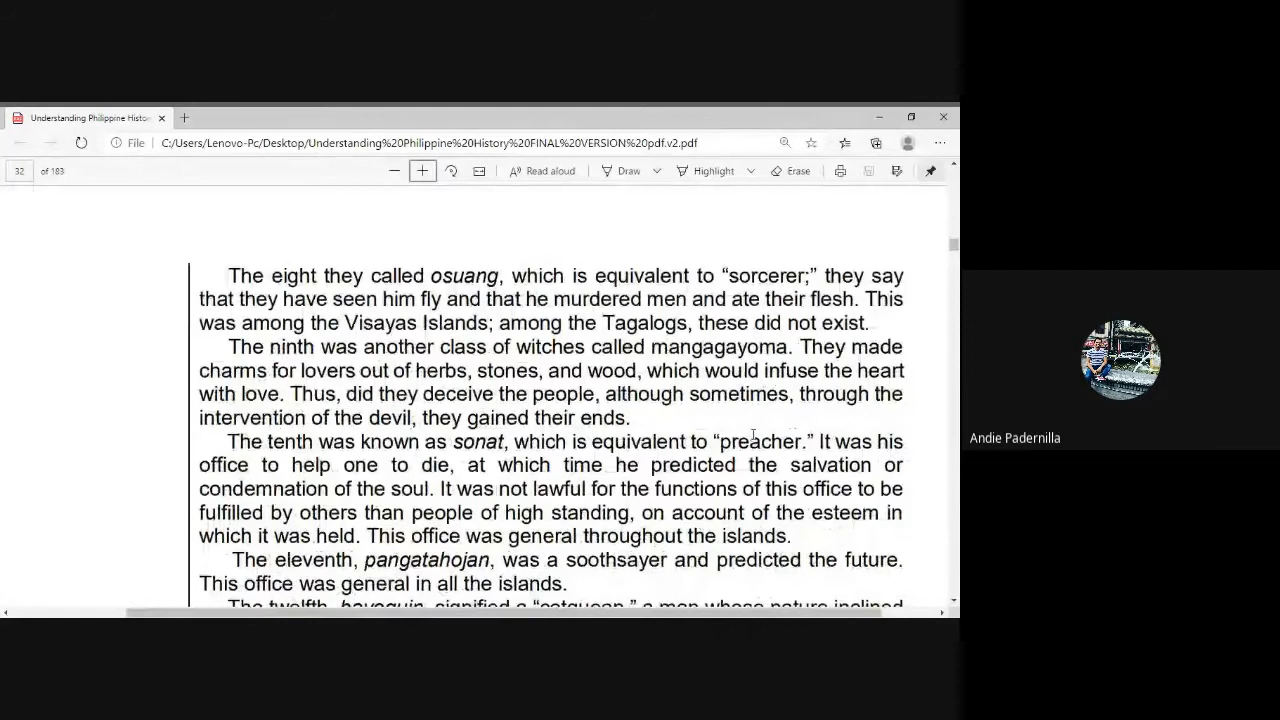 Understanding Philippine Histo
File
C:/Users/Lenovo-Pc/Desktop/Understanding%20Philippine%20History%20FINAL%20VERSION%20pdf.v2.pdf
32 of 183
Read aloud
Draw
Highlight
Erase
The eight they called osuang, which is equivalent to “sorcerer;” they say
that they have seen him fly and that he murdered men and ate their flesh. This
was among the Visayas Islands; among the Tagalogs, these did not exist.
The ninth was another class of witches called mangagayoma. They made
charms for lovers out of herbs, stones, and wood, which would infuse the heart
with love. Thus, did they deceive the people, although sometimes, through the
intervention of the devil, they gained their ends.
The tenth was known as sonat, which is equivalent to “preacher.” It was his
office to help one to die, at which time he predicted the salvation or
condemnation of the soul. It was not lawful for the functions of this office to be
fulfilled by others than people of high standing, on account of the esteem in
which it was held. This office was general throughout the islands.
The eleventh, pangatahojan, was a soothsayer and predicted the future.
This office was general in all the islands.
The twelfth, bayoguin, signified a “cotquean,” a man whose nature inclined
Andie Padernilla